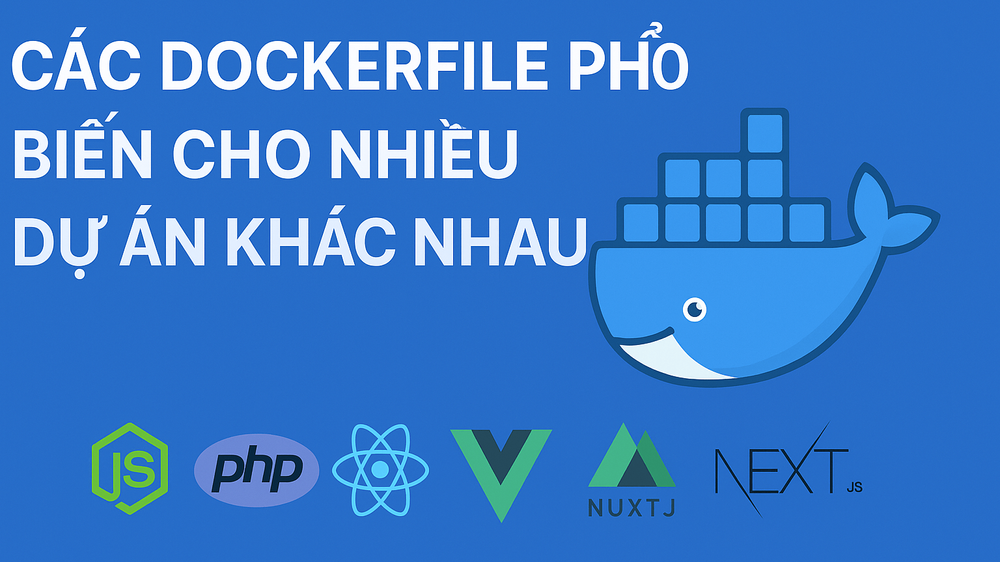 CÁC DOCKERFILE PHỔ
BIẾN CHO NHIỀU
DỰ ÁN KHÁC NHAU
JS
php
NUXTJ
NEXT.JS